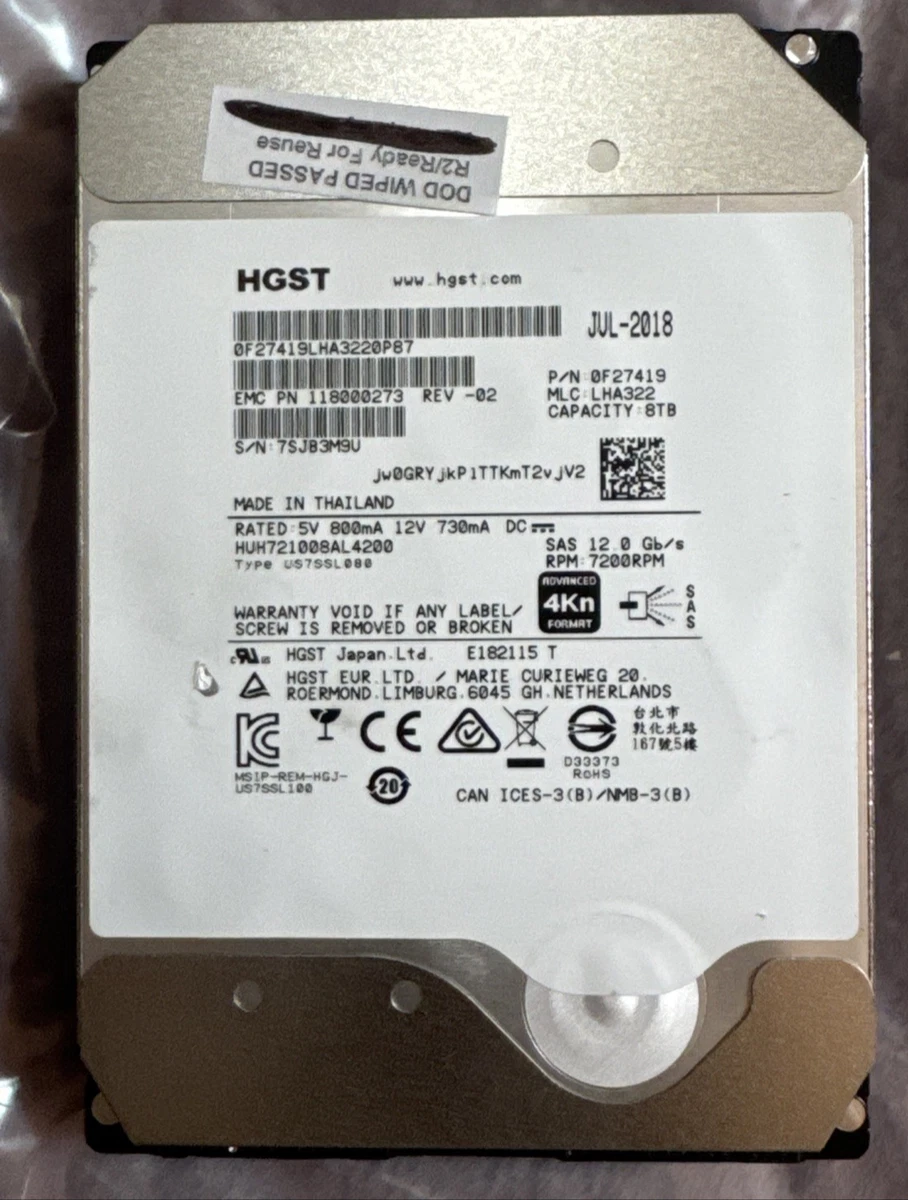 R2/Ready For Reuse
DOD WIPED PASSED
HGST www.hgst.com
JUL-2018
0F27419LHA3220P87
EMC PN 118000273 REV -02
P/N:0F27419
MLC:LHA322
CAPACITY:8TB
S/N:7SJB3M9U
jw0GRYjkP1TTKmT2vjV2
MADE IN THAILAND
RATED:5V 800mA 12V 730mA DC
HUH721008AL4200
Type US7SSL080
SAS 12.0 Gb/s
RPM:7200RPM
ADVANCED
4Kn
FORMAT
SAS
WARRANTY VOID IF ANY LABEL/
SCREW IS REMOVED OR BROKEN
c RU us HGST Japan.Ltd. E182115 T
HGST EUR.LTD. / MARIE CURIEWEG 20.
ROERMOND.LIMBURG.6045 GH.NETHERLANDS
KC
CE
台北市
敦化北路
167號5樓
D33373
RoHS
MSIP-REM-HGJ-
US7SSL100
20
CAN ICES-3(B)/NMB-3(B)